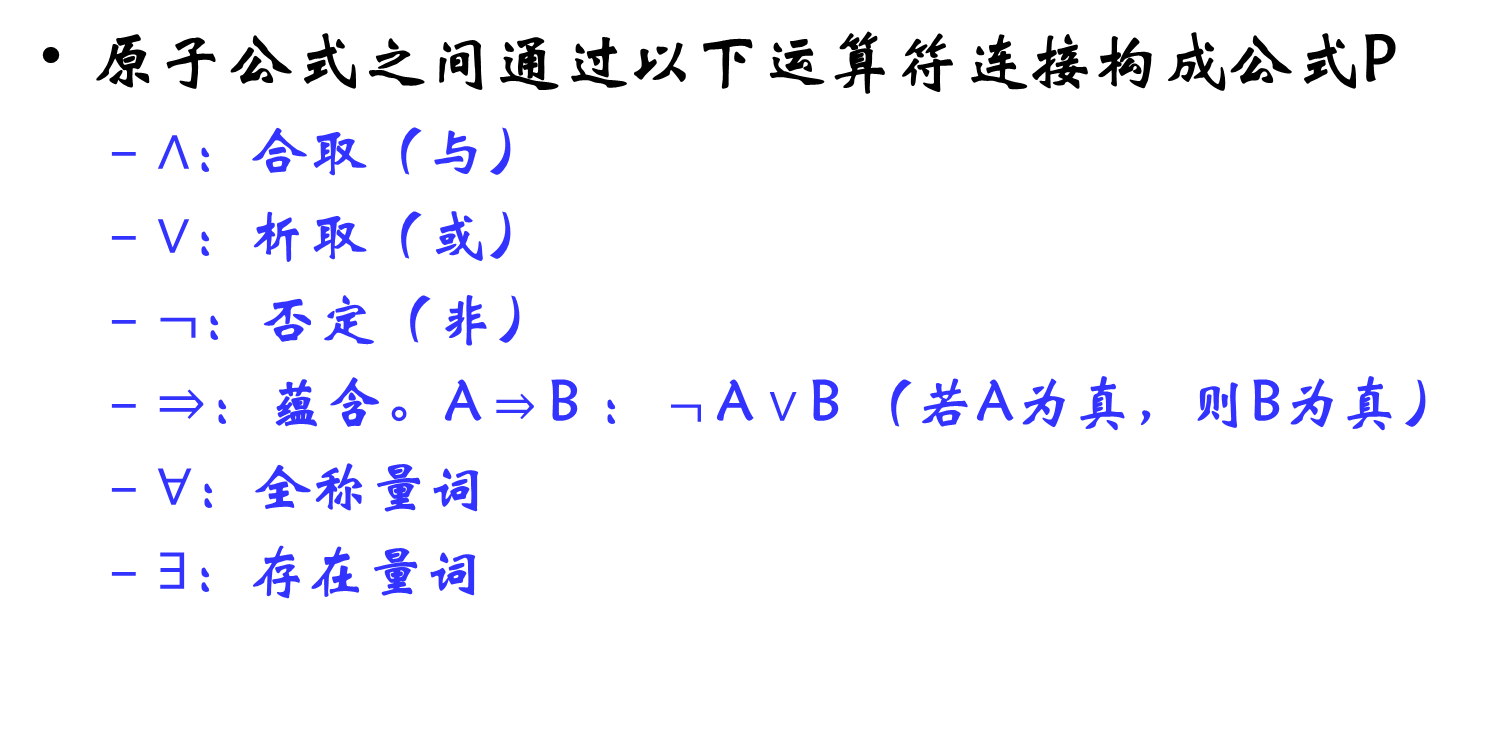 • 原子公式之间通过以下运算符连接构成公式P
– ∧：合取（与）
– ∨：析取（或）
– ¬：否定（非）
– ⇒：蕴含。A⇒B：¬A∨B（若A为真，则B为真）
– ∀：全称量词
– ∃：存在量词